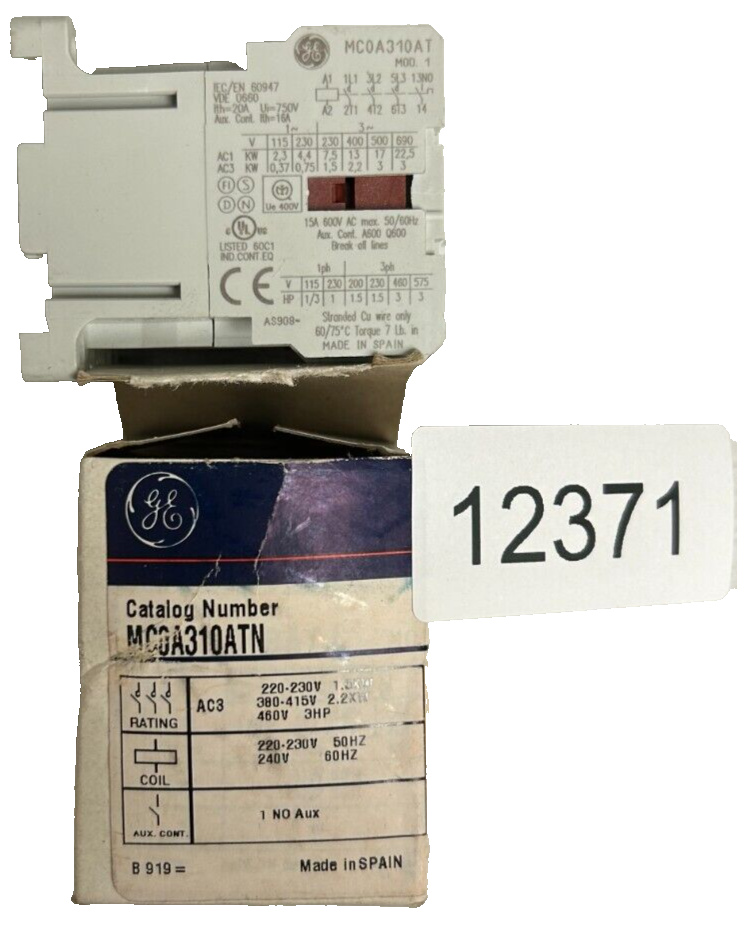 GE MC0A310AT
MOD. 1
IEC/EN 60947
VDE 0660
Ith=20A Ui=750V
Aux. Cont. Ith=16A
A1 1L1 3L2 5L3 13NO
A2 2T1 4T2 6T3 14
1~ 3~
V 115 230 230 400 500 690
AC1 KW 2,3 4,4 7,5 13 17 22,5
AC3 KW 0,37 0,75 1,5 2,2 3 3
FI S
D N
Ue 400V
15A 600V AC max. 50/60Hz
Aux. Cont. A600 Q600
Break all lines
c UL us
LISTED 60C1
IND.CONT.EQ
CE
1ph 3ph
V 115 230 200 230 460 575
HP 1/3 1 1.5 1.5 3 3
AS908=
Stranded Cu wire only
60/75°C Torque 7 Lb. in
MADE IN SPAIN
GE
12371
Catalog Number
MC0A310ATN
RATING
AC3
220-230V
380-415V 2.2KW
460V 3HP
COIL
220-230V 50HZ
240V 60HZ
AUX. CONT.
1 NO Aux
B 919=
Made in SPAIN